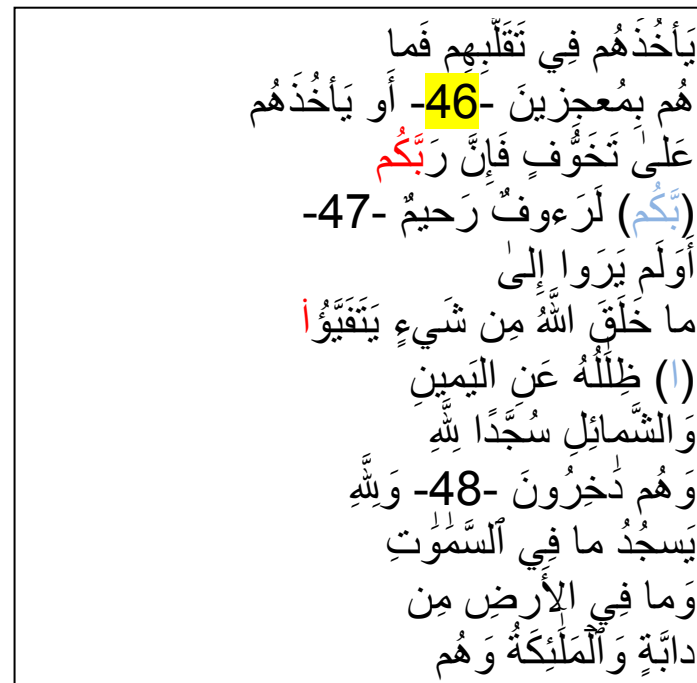 يَأخُذَهُم فِي تَقَلُّبِهِم فَما
هُم بِمُعجِزينَ -46- أَو يَأخُذَهُم
عَلىٰ تَخَوُّفٍ فَإِنَّ رَبَّكُم
(بَّكُم) لَرَءوفٌ رَحيمٌ -47-
أَوَلَم يَرَوا إِلىٰ
ما خَلَقَ اللَّهُ مِن شَيءٍ يَتَفَيَّؤُا۟
(ا) ظِلَٰلُهُ عَنِ اليَمينِ
وَالشَّمائِلِ سُجَّدًا لِلَّهِ
وَهُم دَٰخِرُونَ -48- وَلِلَّهِ
يَسجُدُ ما فِي ٱلسَّمَٰوَٰتِ
وَما فِي الأَرضِ مِن
دابَّةٍ وَٱلْمَلَٰئِكَةُ وَهُم